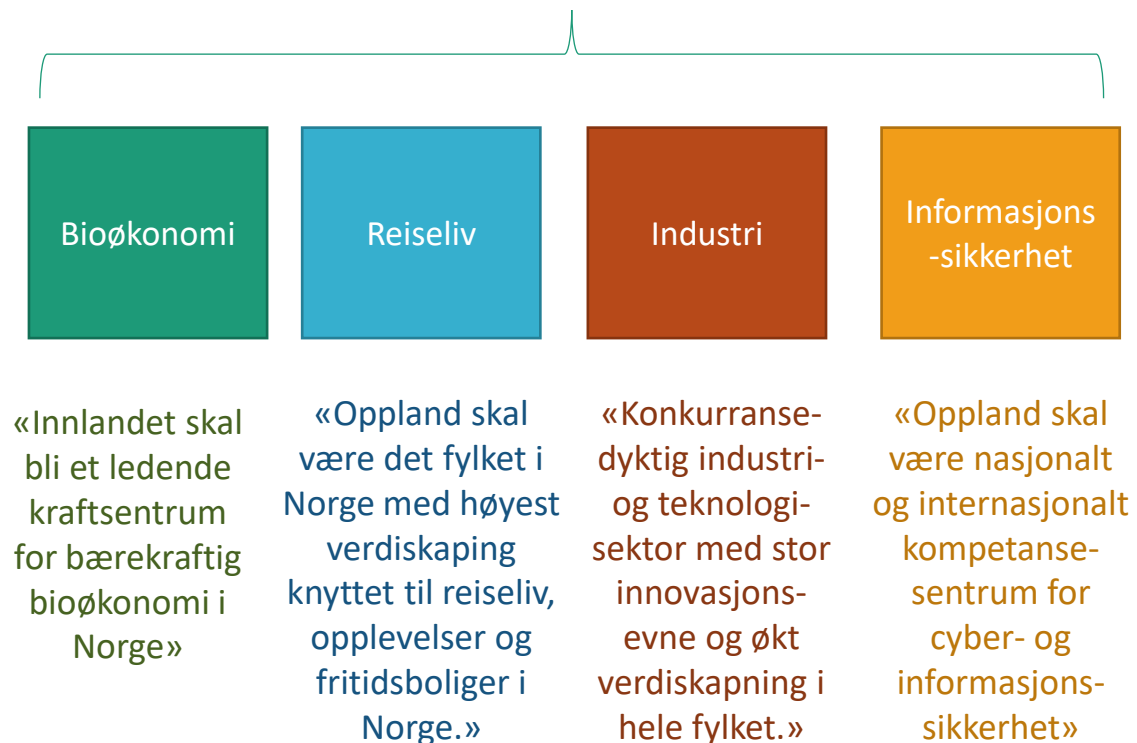 Bioøkonomi
Reiseliv
Industri
Informasjons
-sikkerhet
«Innlandet skal
bli et ledende
kraftsentrum
for bærekraftig
bioøkonomi i
Norge»
«Oppland skal
være det fylket i
Norge med høyest
verdiskaping
knyttet til reiseliv,
opplevelser og
fritidsboliger i
Norge.»
«Konkurranse-
dyktig industri-
og teknologi-
sektor med stor
innovasjons-
evne og økt
verdiskapning i
hele fylket.»
«Oppland skal
være nasjonalt
og internasjonalt
kompetanse-
sentrum for
cyber- og
informasjons-
sikkerhet»